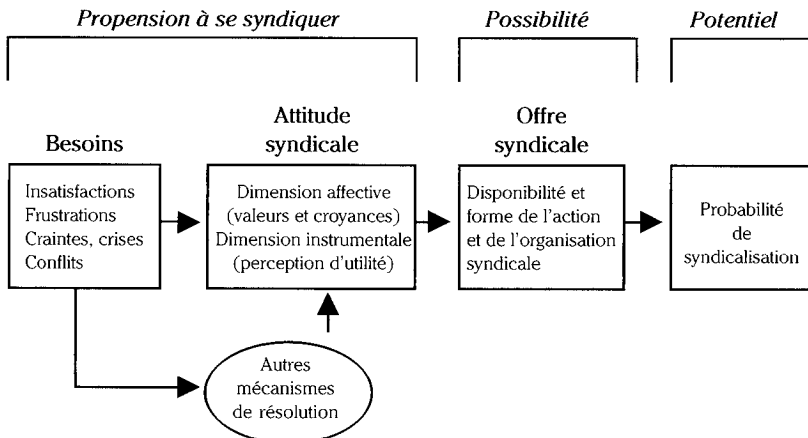 Propension à se syndiquer
Possibilité
Potentiel
Besoins
Attitude
syndicale
Offre
syndicale
Insatisfactions
Frustrations
Craintes, crises
Conflits
Dimension affective
(valeurs et croyances)
Dimension instrumentale
(perception d'utilité)
Disponibilité et
forme de l'action
et de l'organisation
syndicale
Probabilité
de
syndicalisation
Autres
mécanismes
de résolution